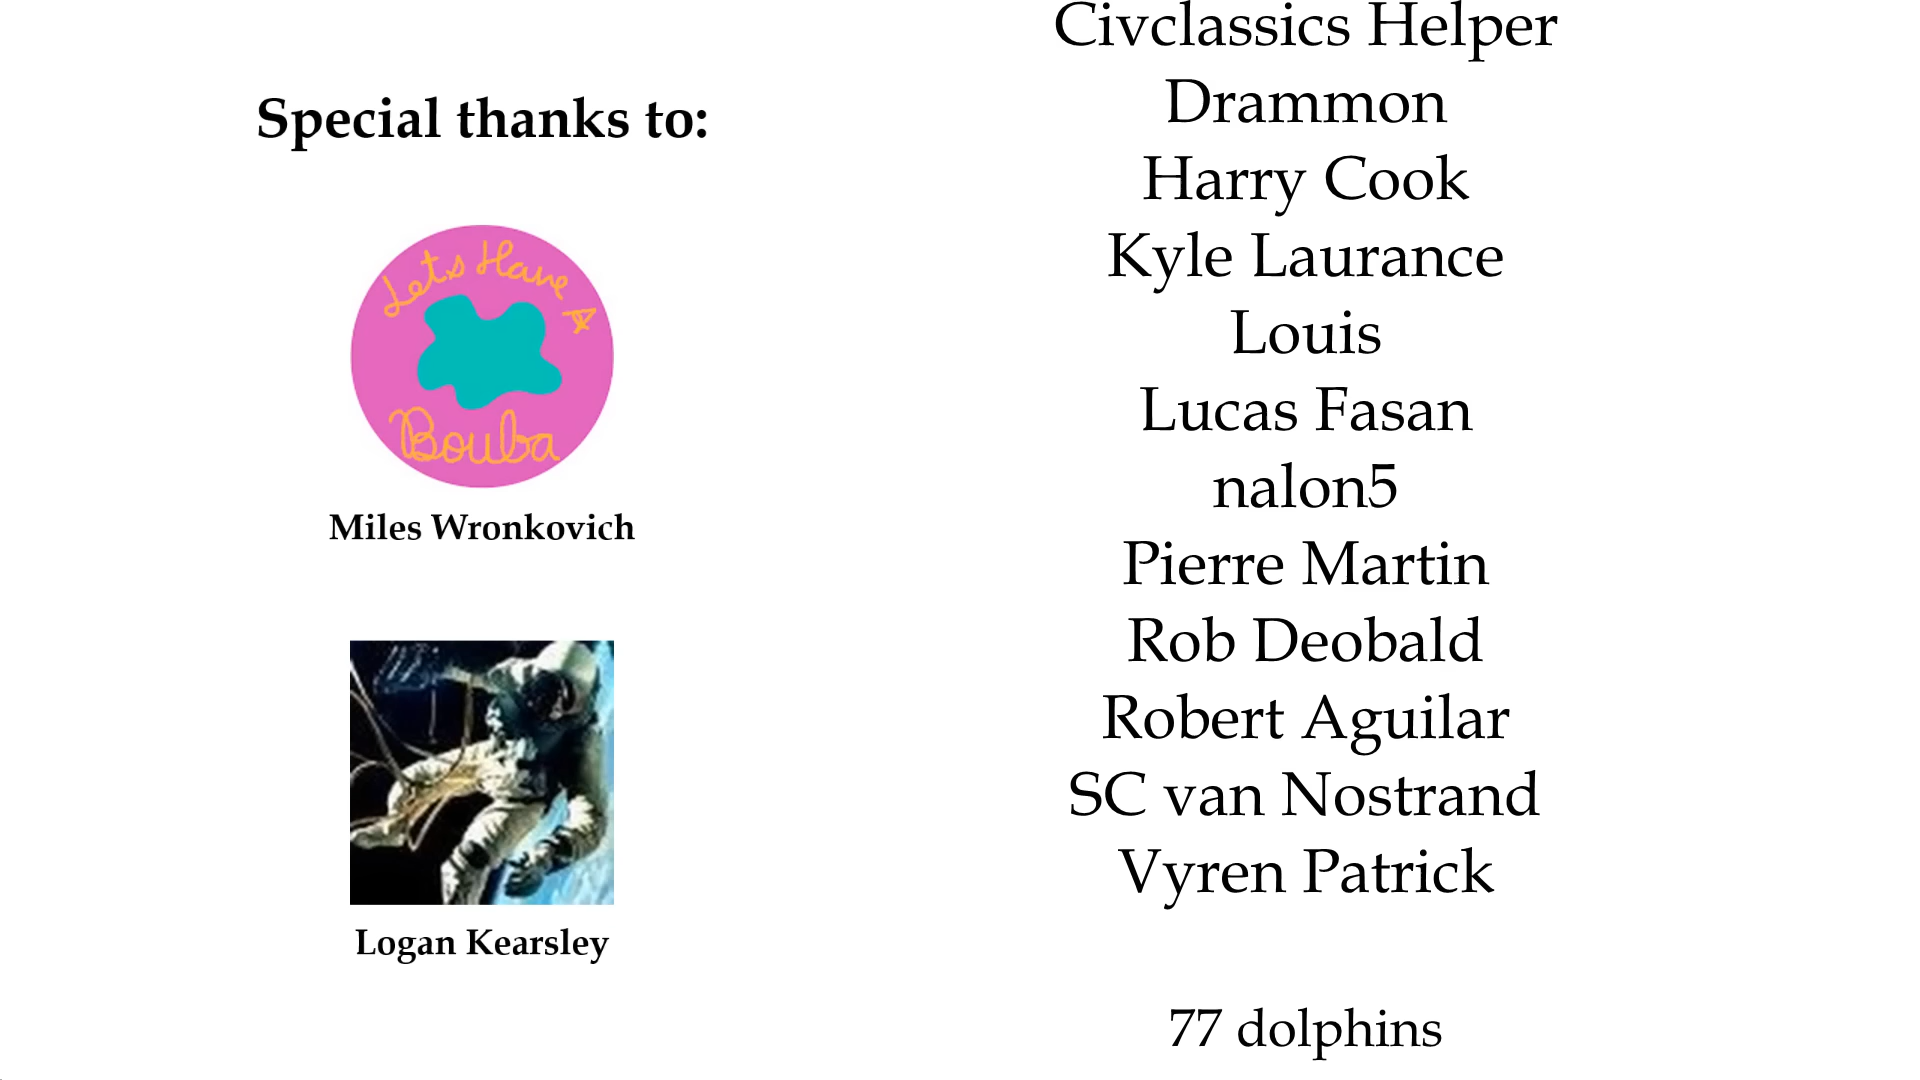 Special thanks to:
Lets Have A
Bouba
Miles Wronkovich
Logan Kearsley
Civclassics Helper
Drammon
Harry Cook
Kyle Laurance
Louis
Lucas Fasan
nalon5
Pierre Martin
Rob Deobald
Robert Aguilar
SC van Nostrand
Vyren Patrick
77 dolphins